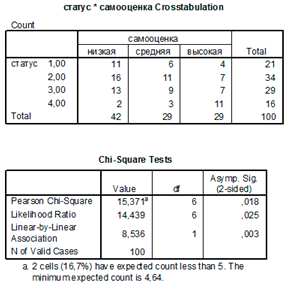 статус * самооценка Crosstabulation
Count
самооценка
низкая средняя высокая Total
статус 1,00 11 6 4 21
2,00 16 11 7 34
3,00 13 9 7 29
4,00 2 3 11 16
Total 42 29 29 100
Chi-Square Tests
Value df Asymp. Sig. (2-sided)
Pearson Chi-Square 15,371a 6 ,018
Likelihood Ratio 14,439 6 ,025
Linear-by-Linear Association 8,536 1 ,003
N of Valid Cases 100
a. 2 cells (16,7%) have expected count less than 5. The
minimum expected count is 4,64.